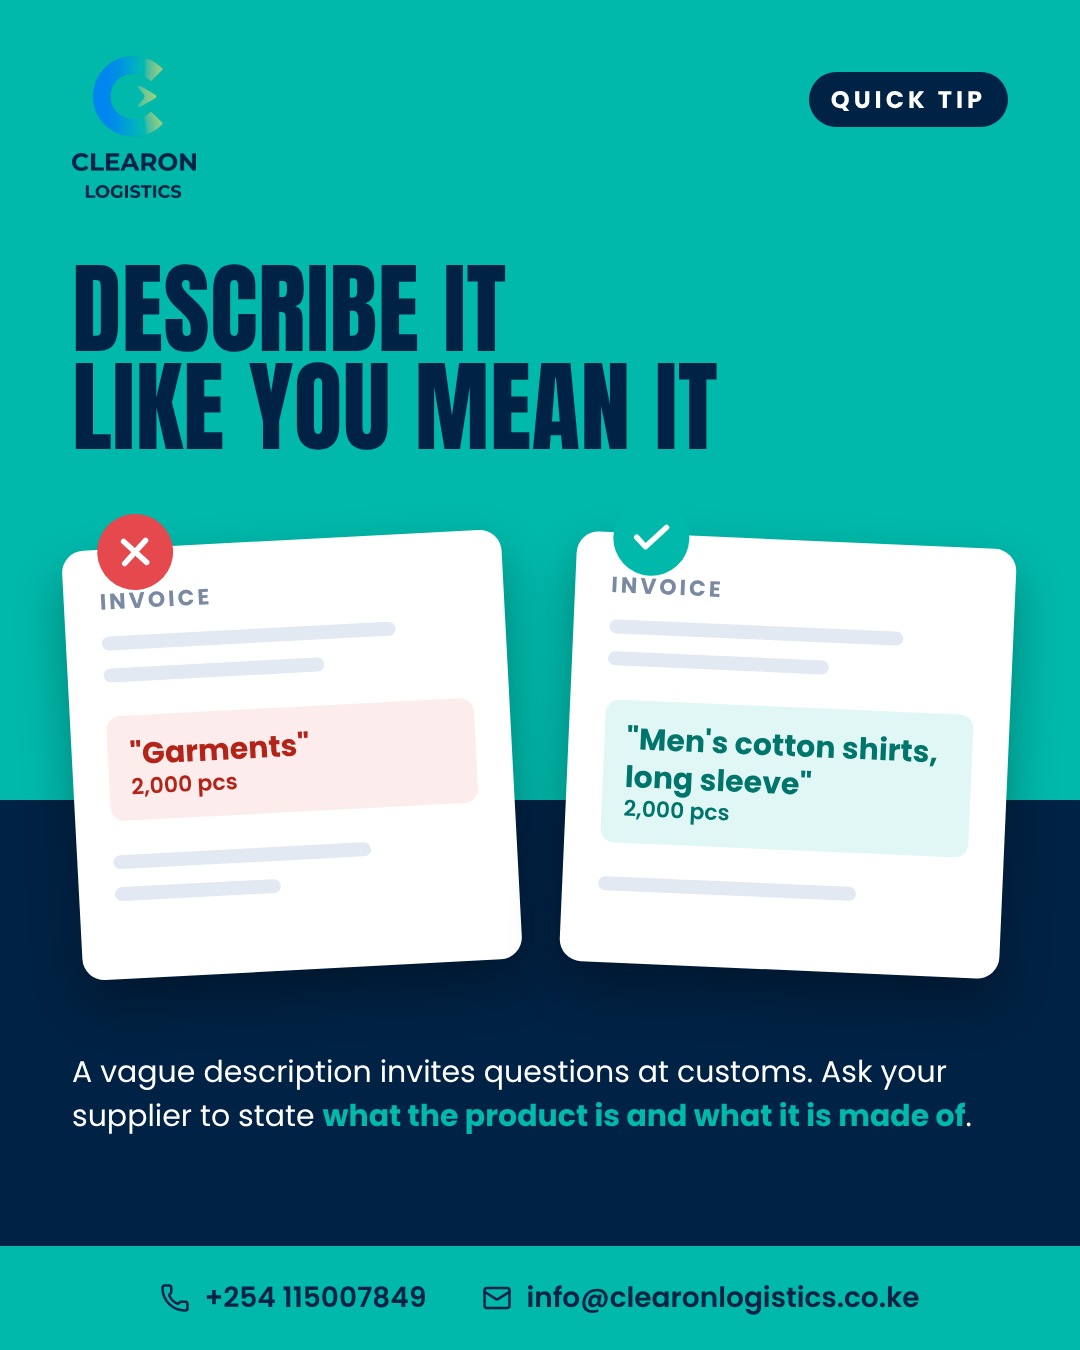 CLEARON
LOGISTICS
QUICK TIP
DESCRIBE IT
LIKE YOU MEAN IT
INVOICE
"Garments"
2,000 pcs
INVOICE
"Men's cotton shirts,
long sleeve"
2,000 pcs
A vague description invites questions at customs. Ask your
supplier to state what the product is and what it is made of.
+254 115007849
info@clearonlogistics.co.ke